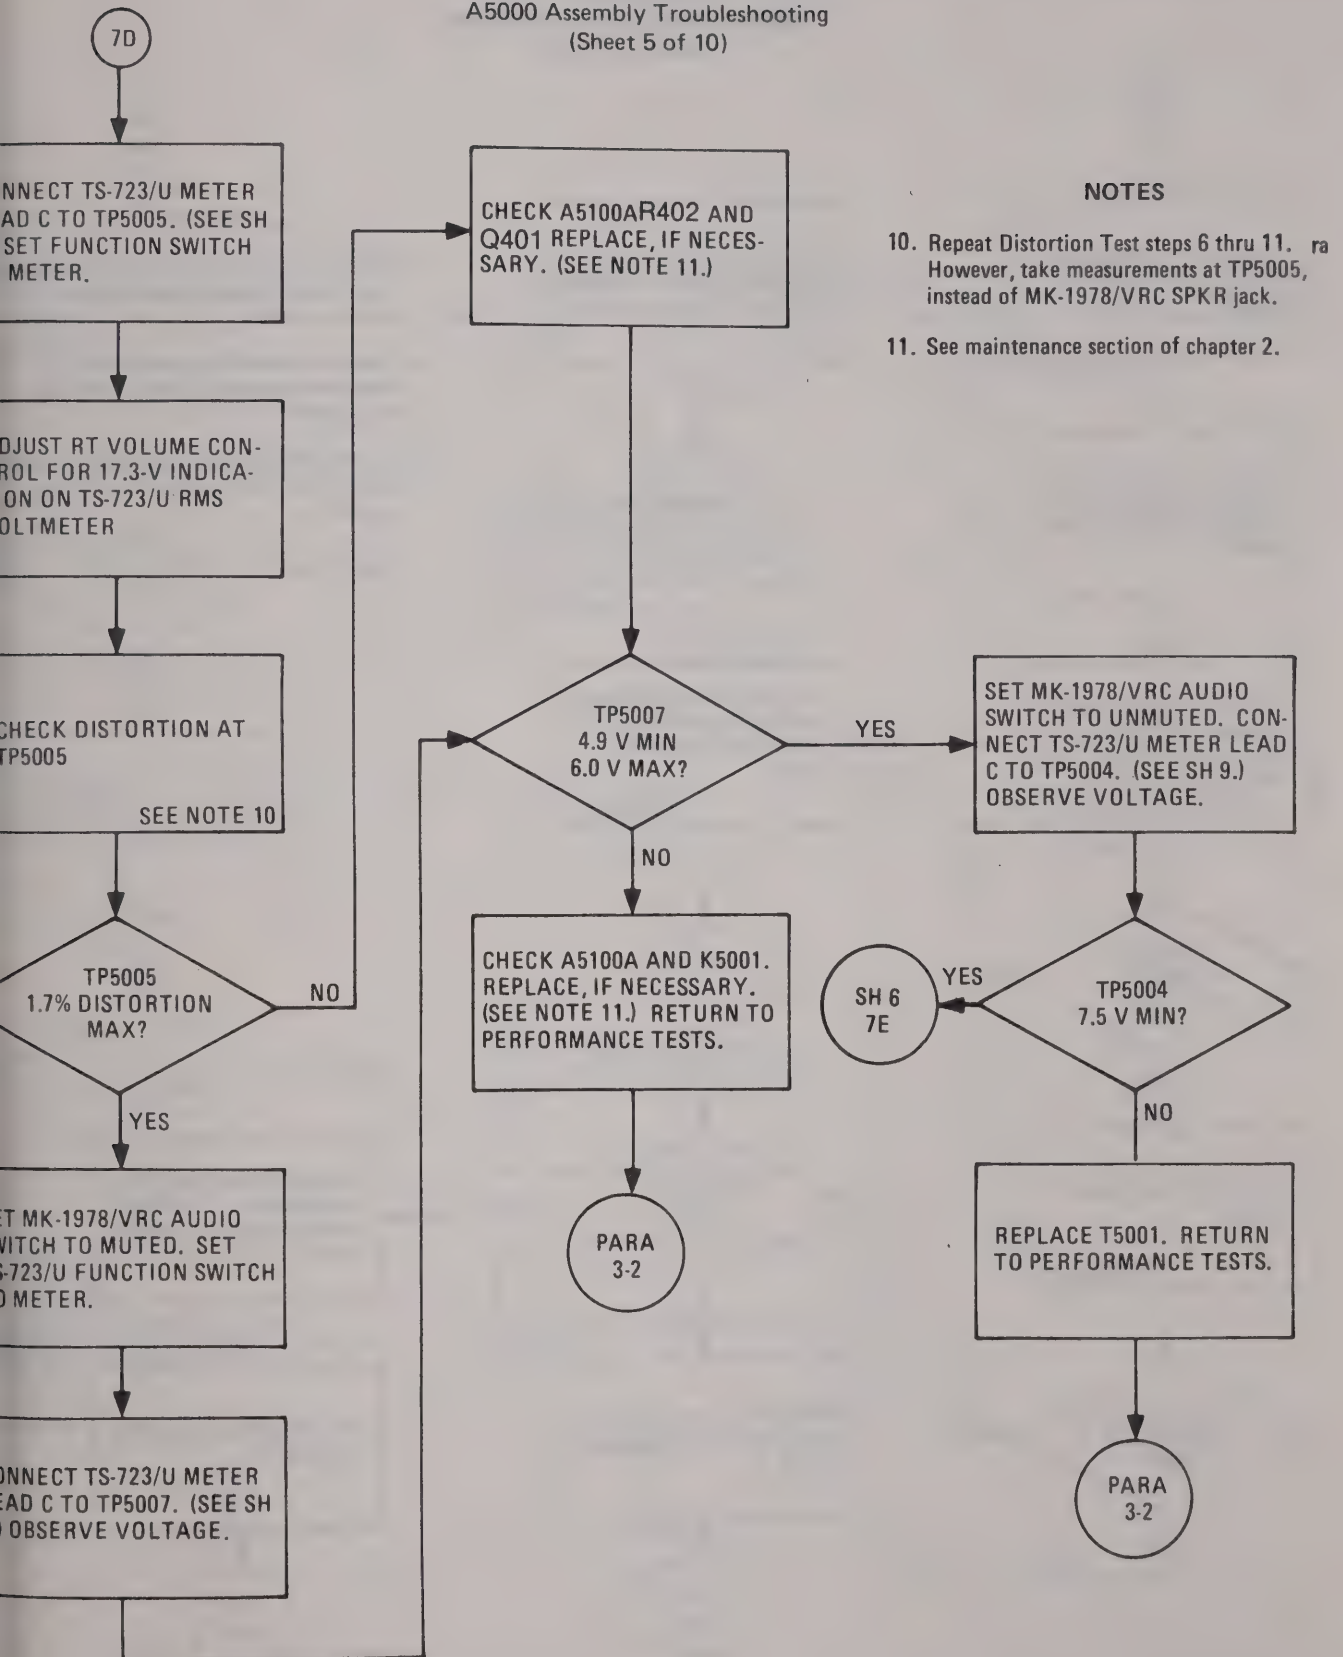 A5000 Assembly Troubleshooting
(Sheet 5 of 10)
7D
NNECT TS-723/U METER
AD C TO TP5005. (SEE SH
SET FUNCTION SWITCH
METER.
DJUST RT VOLUME CON-
ROL FOR 17.3-V INDICA-
ON ON TS-723/U RMS
OLTMETER
CHECK DISTORTION AT
TP5005
SEE NOTE 10
TP5005
1.7% DISTORTION
MAX?
NO
YES
ET MK-1978/VRC AUDIO
WITCH TO MUTED. SET
S-723/U FUNCTION SWITCH
O METER.
ONNECT TS-723/U METER
EAD C TO TP5007. (SEE SH
) OBSERVE VOLTAGE.
CHECK A5100AR402 AND
Q401 REPLACE, IF NECES-
SARY. (SEE NOTE 11.)
TP5007
4.9 V MIN
6.0 V MAX?
YES
NO
CHECK A5100A AND K5001.
REPLACE, IF NECESSARY.
(SEE NOTE 11.) RETURN TO
PERFORMANCE TESTS.
PARA
3-2
NOTES
10. Repeat Distortion Test steps 6 thru 11. ra
However, take measurements at TP5005,
instead of MK-1978/VRC SPKR jack.
11. See maintenance section of chapter 2.
SET MK-1978/VRC AUDIO
SWITCH TO UNMUTED. CON-
NECT TS-723/U METER LEAD
C TO TP5004. (SEE SH 9.)
OBSERVE VOLTAGE.
TP5004
7.5 V MIN?
YES
SH 6
7E
NO
REPLACE T5001. RETURN
TO PERFORMANCE TESTS.
PARA
3-2